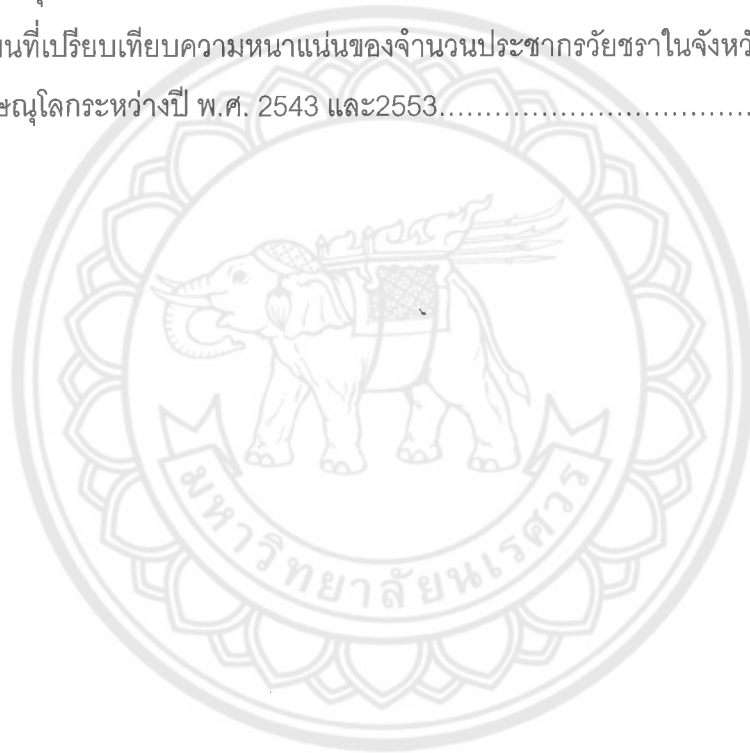 ยนที่เปรียบเทียบความหนาแน่นของจำนวนประชากรวัยชราในจังหวั
ษณุโลกระหว่างปี พ.ศ. 2543 และ2553................................
มหาวิทยาลัยนเรศวร